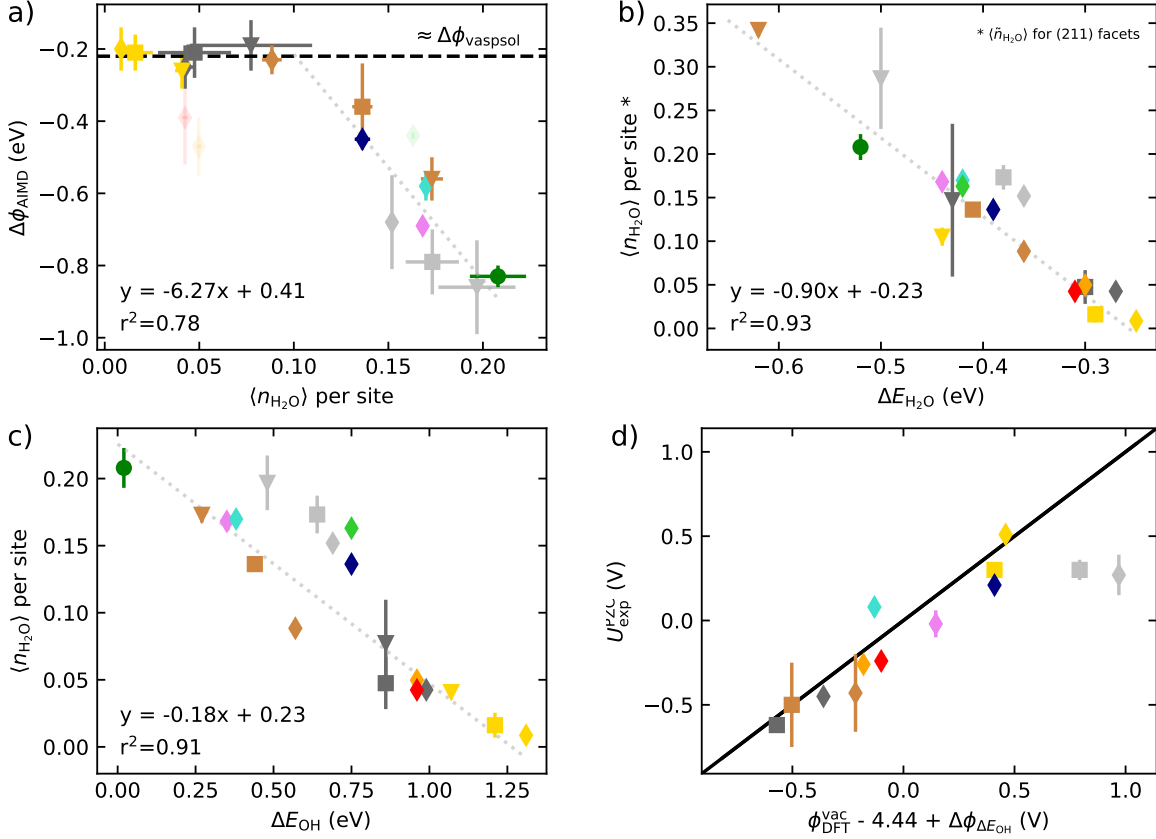 a)
≈ Δϕvaspsol
y = -6.27x + 0.41
r²=0.78
ΔϕAIMD (eV)
−0.2
−0.4
−0.6
−0.8
−1.0
0.00 0.05 0.10 0.15 0.20
⟨nH₂O⟩ per site
b)
* ⟨ñH₂O⟩ for (211) facets
y = -0.90x + -0.23
r²=0.93
⟨nH₂O⟩ per site *
0.35
0.30
0.25
0.20
0.15
0.10
0.05
0.00
−0.6 −0.5 −0.4 −0.3
ΔEH₂O (eV)
c)
y = -0.18x + 0.23
r²=0.91
⟨nH₂O⟩ per site
0.20
0.15
0.10
0.05
0.00
0.00 0.25 0.50 0.75 1.00 1.25
ΔEOH (eV)
d)
UexpPZC (V)
1.0
0.5
0.0
−0.5
−0.5 0.0 0.5 1.0
ϕDFTvac - 4.44 + ΔϕΔEOH (V)